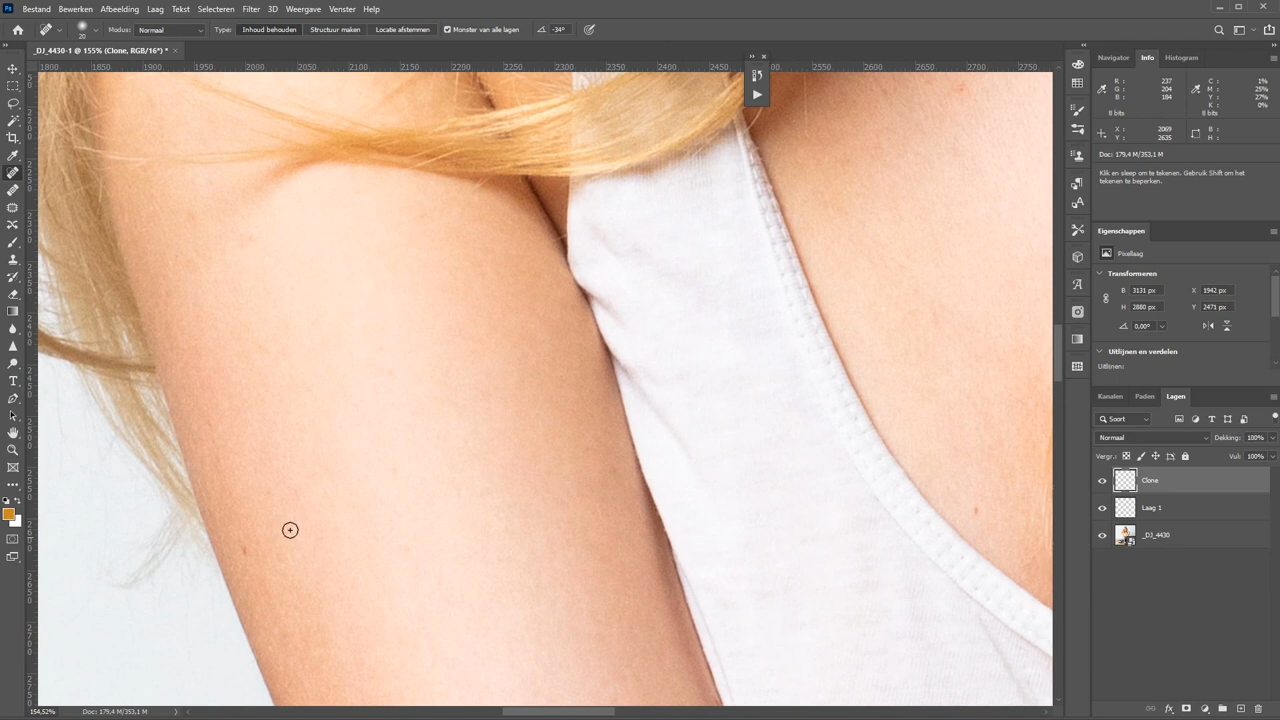 Ps Bestand Bewerken Afbeelding Laag Tekst Selecteren Filter 3D Weergave Venster Help
20 Modus: Normaal Type: Inhoud behouden Structuur maken Locatie afstemmen Monster van alle lagen -34°
_DJ_4430-1 @ 155% (Clone, RGB/16*) *
1800 1850 1900 1950 2000 2050 2100 2150 2200 2250 2300 2350 2400 2450 2500 2550 2600 2650 2700 2750
Navigator Info Histogram
R : 237 C : 1%
G : 204 M : 25%
B : 184 Y : 27%
K : 0%
8 bits 8 bits
X : 2069 B :
Y : 2635 H :
Doc: 179,4 M/353,1 M
Klik en sleep om te tekenen. Gebruik Shift om het tekenen te beperken.
Eigenschappen
Pixellaag
Transformeren
B 3131 px X 1942 px
H 2880 px Y 2471 px
0,00°
Uitlijnen en verdelen
Uitlijnen:
Kanalen Paden Lagen
Soort
Normaal Dekking: 100%
Vergr.: Vul: 100%
Clone
Laag 1
_DJ_4430
154,52% Doc: 179,4 M/353,1 M